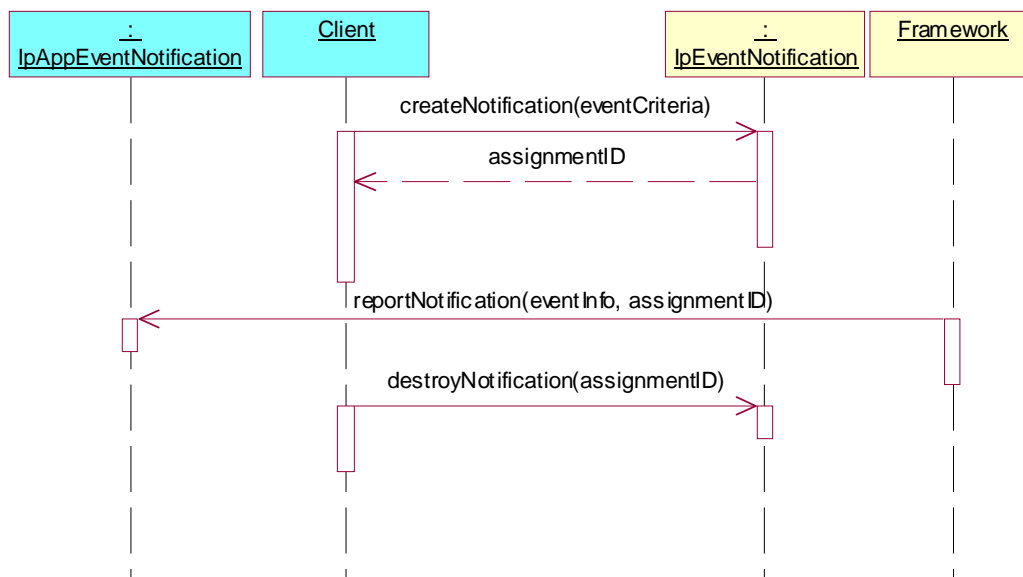 :
IpAppEventNotification
Client
:
IpEventNotification
Framework
createNotification(eventCriteria)
assignmentID
reportNotification(eventInfo, assignmentID)
destroyNotification(assignmentID)